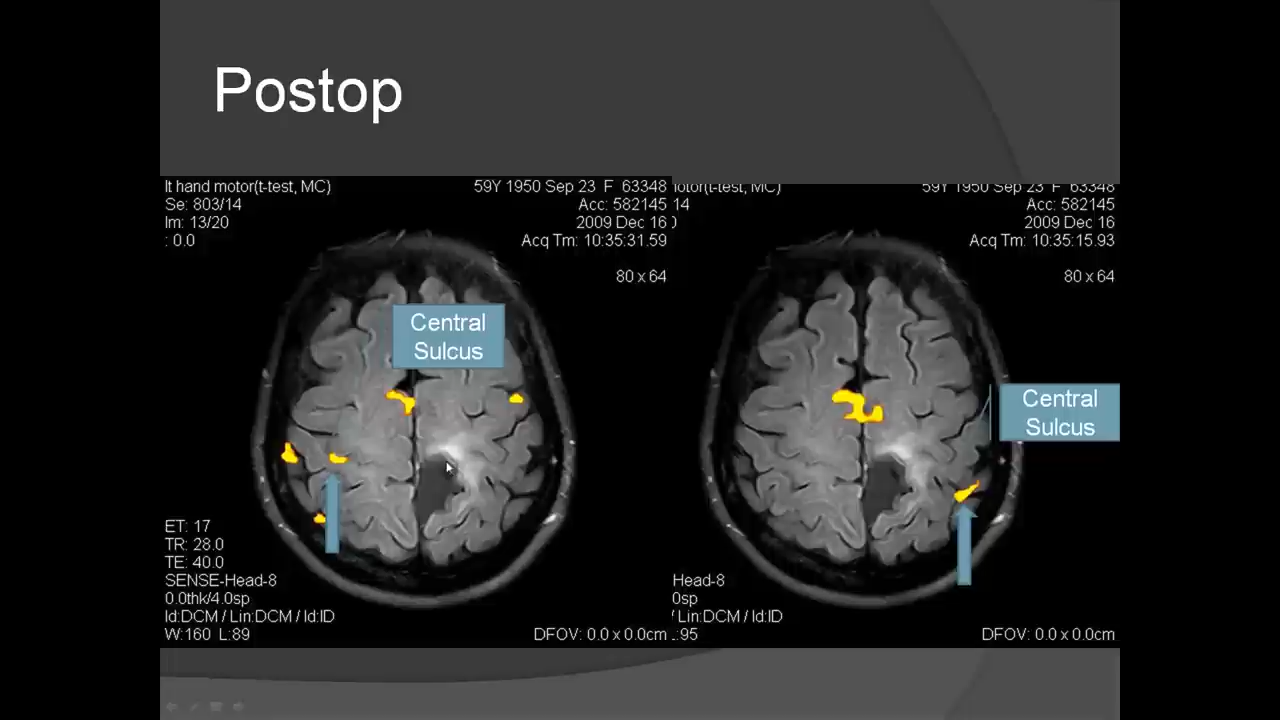 Postop
lt hand motor(t-test, MC)
Se: 803/14
Im: 13/20
: 0.0
59Y 1950 Sep 23 F 63348
Acc: 582145
2009 Dec 16
Acq Tm: 10:35:31.59
80 x 64
Central
Sulcus
ET: 17
TR: 28.0
TE: 40.0
SENSE-Head-8
0.0thk/4.0sp
Id:DCM / Lin:DCM / Id:ID
W:160 L:89
DFOV: 0.0 x 0.0cm
motor(t-test, MC)
14
59Y 1950 Sep 23 F 63348
Acc: 582145
2009 Dec 16
Acq Tm: 10:35:15.93
80 x 64
Central
Sulcus
Head-8
0sp
/ Lin:DCM / Id:ID
:95
DFOV: 0.0 x 0.0cm